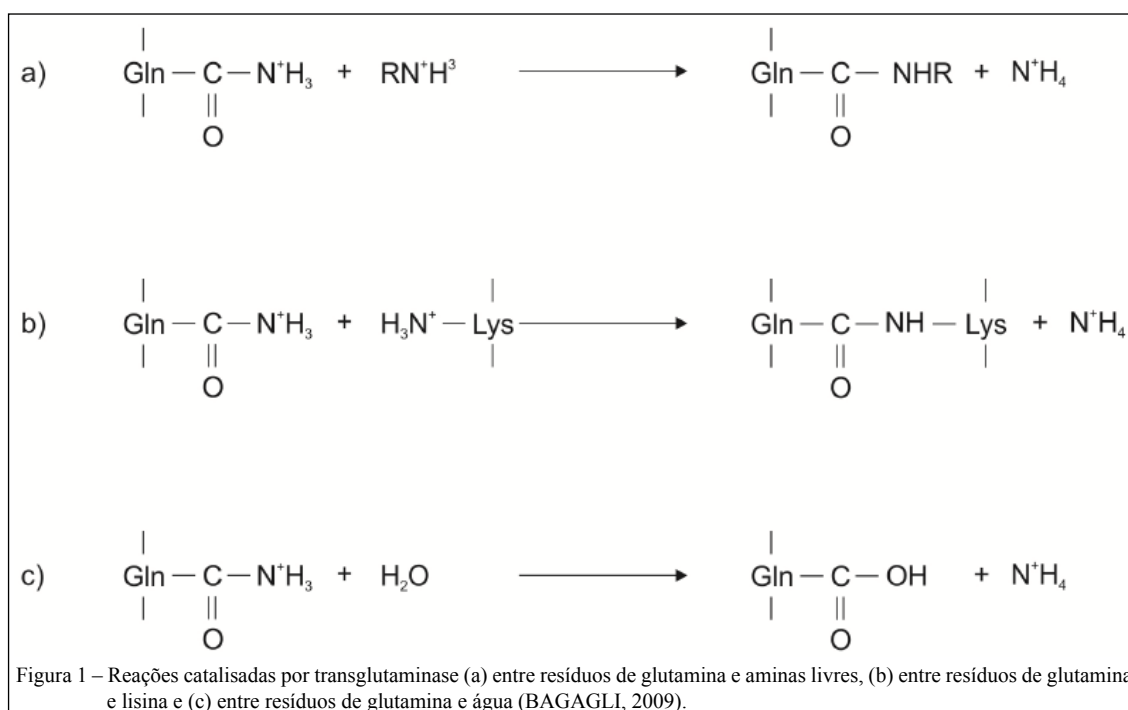 a) Gln — C — N⁺H₃ + RN⁺H³ Gln — C — NHR + N⁺H₄
O O
b) Gln — C — N⁺H₃ + H₃N⁺ — Lys Gln — C — NH — Lys + N⁺H₄
O O
c) Gln — C — N⁺H₃ + H₂O Gln — C — OH + N⁺H₄
O O
Figura 1 – Reações catalisadas por transglutaminase (a) entre resíduos de glutamina e aminas livres, (b) entre resíduos de glutamina
e lisina e (c) entre resíduos de glutamina e água (BAGAGLI, 2009).